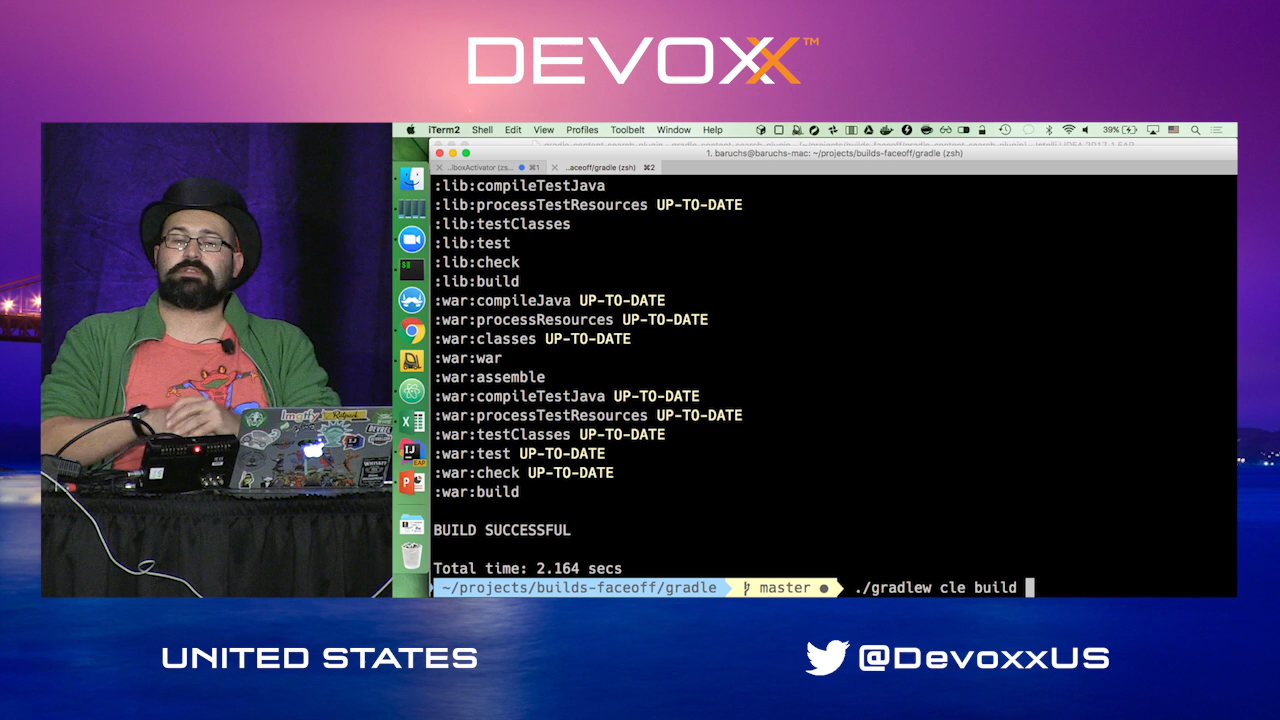 DEVOXX™
iTerm2 Shell Edit View Profiles Toolbelt Window Help 39%
1. baruchs@baruchs-mac: ~/projects/builds-faceoff/gradle (zsh)
..lboxActivator (zs... ⌘1 ..aceoff/gradle (zsh) ⌘2
:lib:compileTestJava
:lib:processTestResources UP-TO-DATE
:lib:testClasses
:lib:test
:lib:check
:lib:build
:war:compileJava UP-TO-DATE
:war:processResources UP-TO-DATE
:war:classes UP-TO-DATE
:war:war
:war:assemble
:war:compileTestJava UP-TO-DATE
:war:processTestResources UP-TO-DATE
:war:testClasses UP-TO-DATE
:war:test UP-TO-DATE
:war:check UP-TO-DATE
:war:build
BUILD SUCCESSFUL
Total time: 2.164 secs
~/projects/builds-faceoff/gradle master ● ./gradlew cle build
UNITED STATES
@DevoxxUS